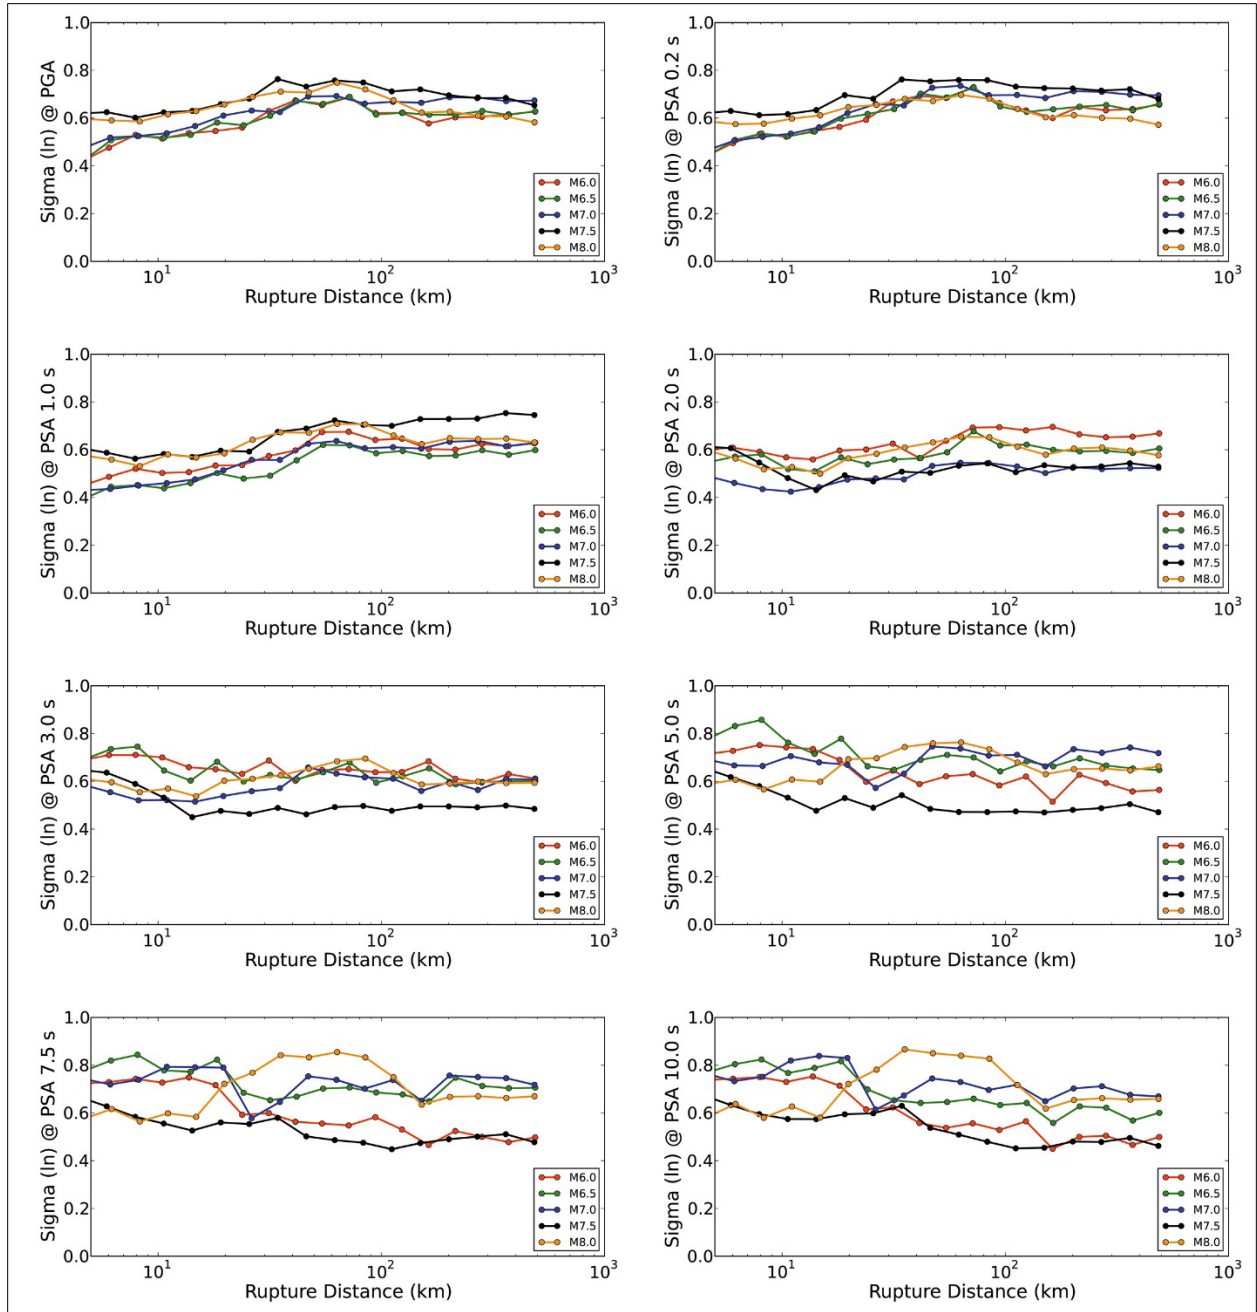 Sigma (ln) @ PGA
1.0
0.8
0.6
0.4
0.2
0.0
10¹ 10² 10³
Rupture Distance (km)
M6.0
M6.5
M7.0
M7.5
M8.0
Sigma (ln) @ PSA 0.2 s
1.0
0.8
0.6
0.4
0.2
0.0
10¹ 10² 10³
Rupture Distance (km)
M6.0
M6.5
M7.0
M7.5
M8.0
Sigma (ln) @ PSA 1.0 s
1.0
0.8
0.6
0.4
0.2
0.0
10¹ 10² 10³
Rupture Distance (km)
M6.0
M6.5
M7.0
M7.5
M8.0
Sigma (ln) @ PSA 2.0 s
1.0
0.8
0.6
0.4
0.2
0.0
10¹ 10² 10³
Rupture Distance (km)
M6.0
M6.5
M7.0
M7.5
M8.0
Sigma (ln) @ PSA 3.0 s
1.0
0.8
0.6
0.4
0.2
0.0
10¹ 10² 10³
Rupture Distance (km)
M6.0
M6.5
M7.0
M7.5
M8.0
Sigma (ln) @ PSA 5.0 s
1.0
0.8
0.6
0.4
0.2
0.0
10¹ 10² 10³
Rupture Distance (km)
M6.0
M6.5
M7.0
M7.5
M8.0
Sigma (ln) @ PSA 7.5 s
1.0
0.8
0.6
0.4
0.2
0.0
10¹ 10² 10³
Rupture Distance (km)
M6.0
M6.5
M7.0
M7.5
M8.0
Sigma (ln) @ PSA 10.0 s
1.0
0.8
0.6
0.4
0.2
0.0
10¹ 10² 10³
Rupture Distance (km)
M6.0
M6.5
M7.0
M7.5
M8.0